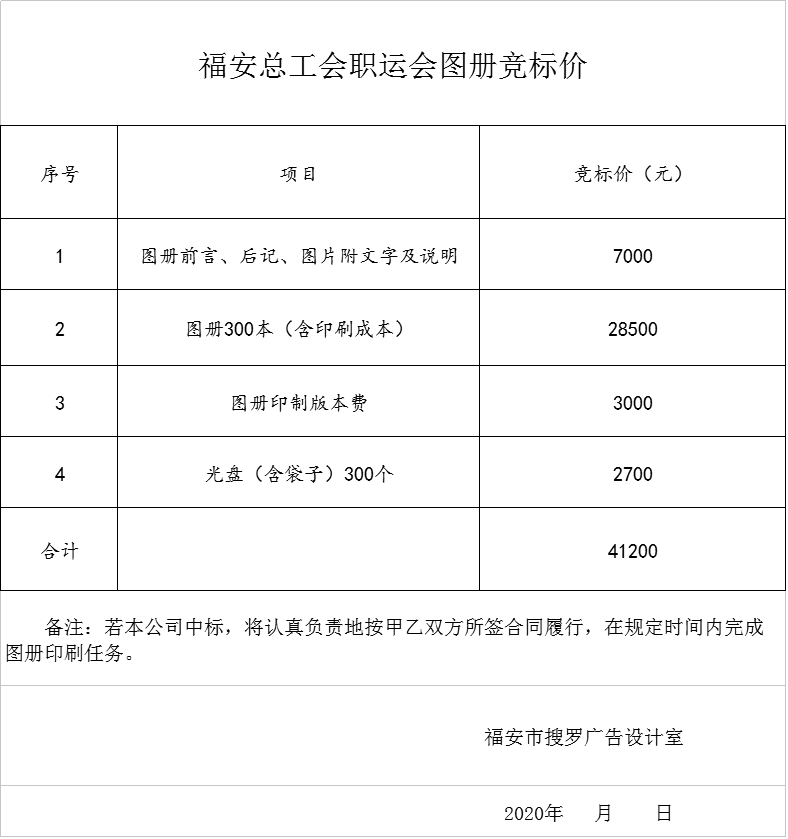 福安总工会职运会图册竞标价
序号 项目 竞标价（元）
1 图册前言、后记、图片附文字及说明 7000
2 图册300本（含印刷成本） 28500
3 图册印制版本费 3000
4 光盘（含袋子）300个 2700
合计 41200
备注：若本公司中标，将认真负责地按甲乙双方所签合同履行，在规定时间内完成
图册印刷任务。
福安市搜罗广告设计室
2020年 月 日